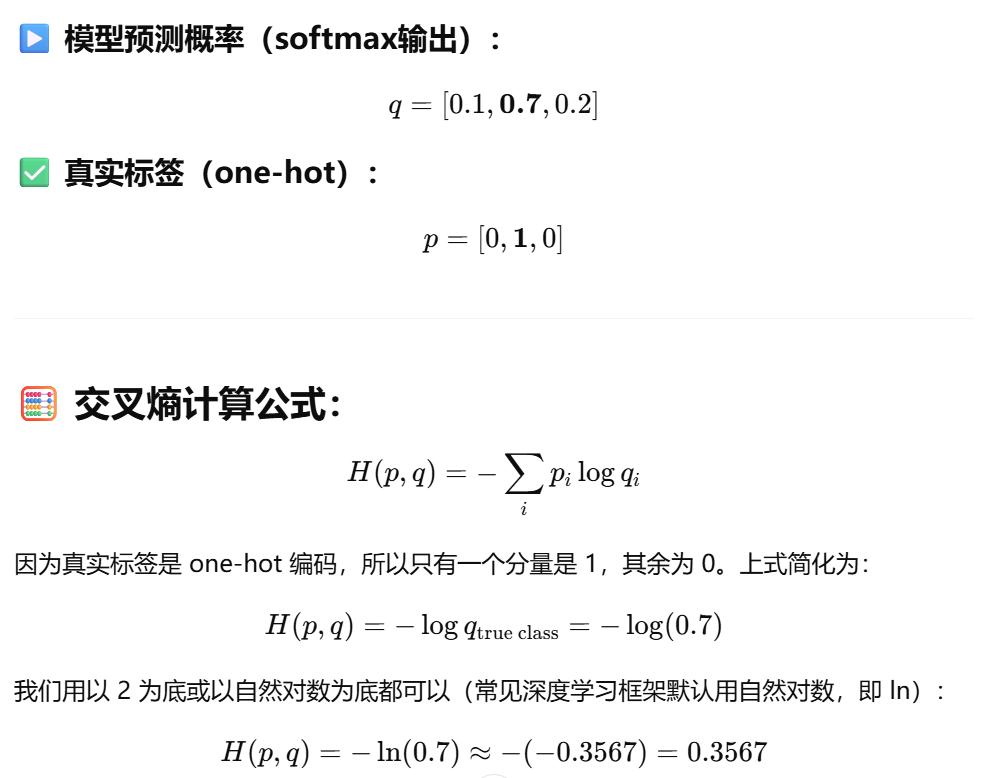 ▶️ 模型预测概率（softmax输出）：
q = [0.1, 0.7, 0.2]
✅ 真实标签（one-hot）：
p = [0, 1, 0]
🧮 交叉熵计算公式：
H(p, q) = − ∑_i p_i log q_i
因为真实标签是 one-hot 编码，所以只有一个分量是 1，其余为 0。上式简化为：
H(p, q) = − log q_{true class} = − log(0.7)
我们用以 2 为底或以自然对数为底都可以（常见深度学习框架默认用自然对数，即 ln）：
H(p, q) = − ln(0.7) ≈ −(−0.3567) = 0.3567